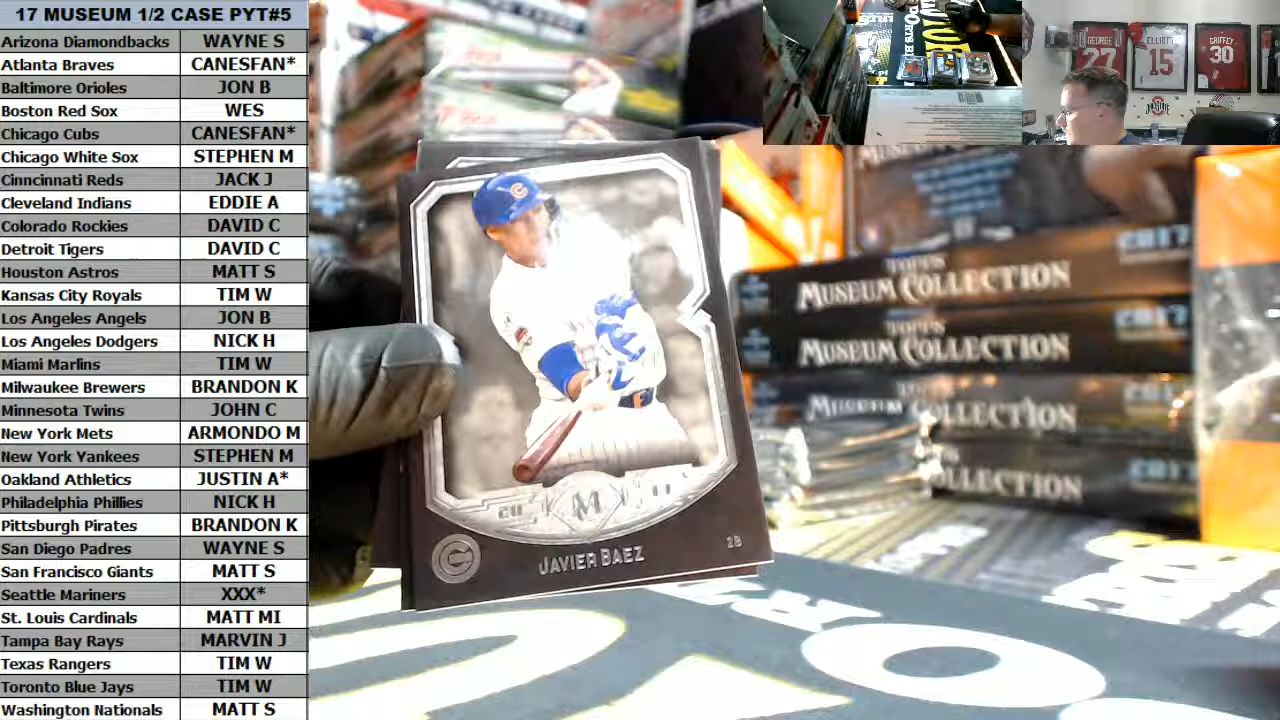 17 MUSEUM 1/2 CASE PYT#5
Arizona Diamondbacks WAYNE S
Atlanta Braves CANESFAN*
Baltimore Orioles JON B
Boston Red Sox WES
Chicago Cubs CANESFAN*
Chicago White Sox STEPHEN M
Cinncinnati Reds JACK J
Cleveland Indians EDDIE A
Colorado Rockies DAVID C
Detroit Tigers DAVID C
Houston Astros MATT S
Kansas City Royals TIM W
Los Angeles Angels JON B
Los Angeles Dodgers NICK H
Miami Marlins TIM W
Milwaukee Brewers BRANDON K
Minnesota Twins JOHN C
New York Mets ARMONDO M
New York Yankees STEPHEN M
Oakland Athletics JUSTIN A*
Philadelphia Phillies NICK H
Pittsburgh Pirates BRANDON K
San Diego Padres WAYNE S
San Francisco Giants MATT S
Seattle Mariners XXX*
St. Louis Cardinals MATT MI
Tampa Bay Rays MARVIN J
Texas Rangers TIM W
Toronto Blue Jays TIM W
Washington Nationals MATT S
C
M
JAVIER BAEZ
2B
GEORGE
27
ELLIOTT
15
GRIFFEY
30
TOPPS
MUSEUM COLLECTION
2017
TOPPS
MUSEUM COLLECTION
MUSEUM COLLECTION
COLLECTION